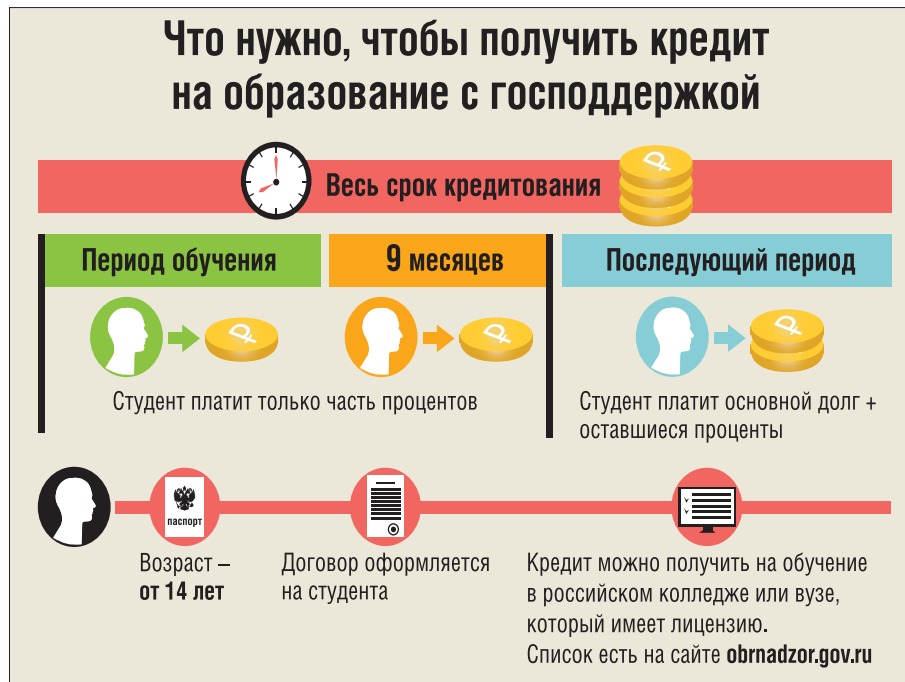 Что нужно, чтобы получить кредит
на образование с господдержкой
Весь срок кредитования
Период обучения
9 месяцев
Последующий период
Студент платит только часть процентов
Студент платит основной долг +
оставшиеся проценты
паспорт
Возраст –
от 14 лет
Договор оформляется
на студента
Кредит можно получить на обучение
в российском колледже или вузе,
который имеет лицензию.
Список есть на сайте obrnadzor.gov.ru